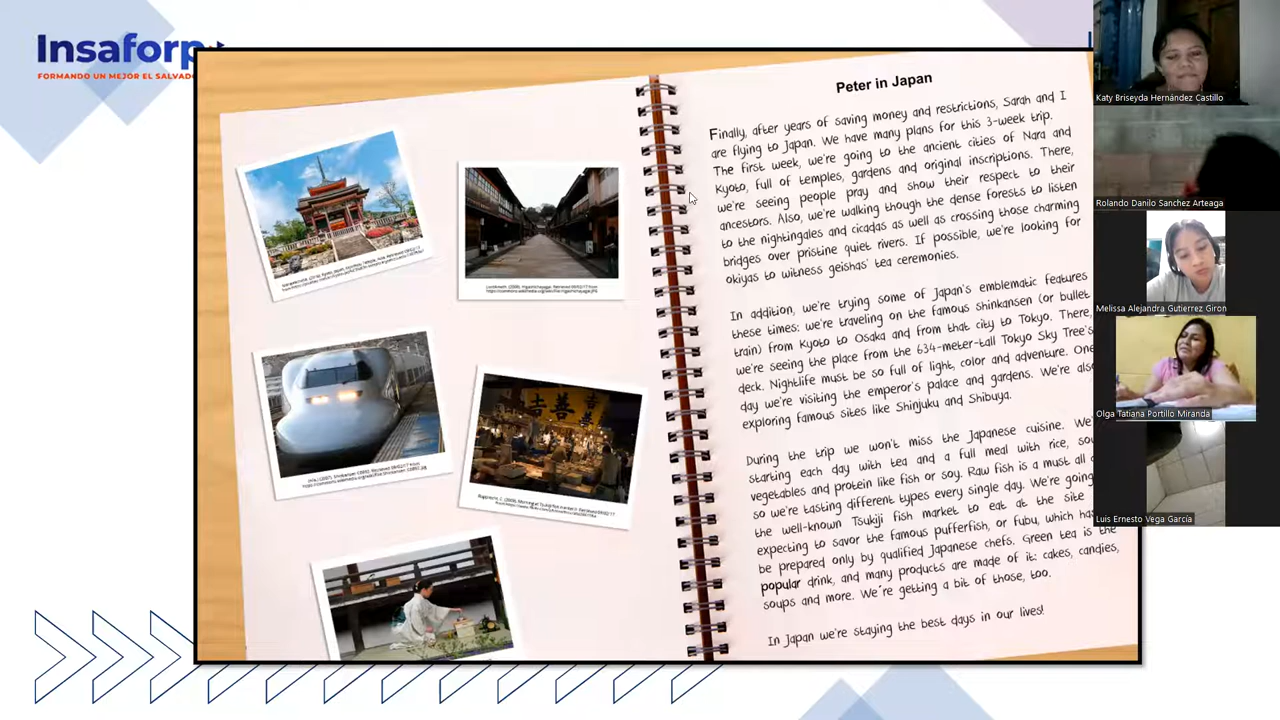 Insaforp
FORMANDO UN MEJOR EL SALVADO
Peter in Japan
Finally, after years of saving money and restrictions, Sarah and I
are flying to Japan. We have many plans for this 3-week trip.
The first week, we're going to the ancient cities of Nara and
Kyoto, full of temples, gardens and original inscriptions. There,
we're seeing people pray and show their respect to their
ancestors. Also, we're walking though the dense forests to listen
to the nightingales and cicadas as well as crossing those charming
bridges over pristine quiet rivers. If possible, we're looking for
okiyas to witness geishas' tea ceremonies.
In addition, we're trying some of Japan's emblematic features
these times: we're traveling on the famous shinkansen (or bullet
train) from Kyoto to Osaka and from that city to Tokyo. There,
we're seeing the place from the 634-meter-tall Tokyo Sky Tree's
deck. Nightlife must be so full of light, color and adventure. One
day we're visiting the emperor's palace and gardens. We're also
exploring famous sites like Shinjuku and Shibuya.
During the trip we won't miss the Japanese cuisine. We
starting each day with tea and a full meal with rice, sou
vegetables and protein like fish or soy. Raw fish is a must all
so we're tasting different types every single day. We're going
the well-known Tsukiji fish market to eat at the site
expecting to savor the famous pufferfish, or fubu, which ha
be prepared only by qualified Japanese chefs. Green tea is the
popular drink, and many products are made of it: cakes, candies,
soups and more. We're getting a bit of those, too.
In Japan we're staying the best days in our lives!
吉善 吉善
Katy Briseyda Hernández Castillo
Rolando Danilo Sanchez Arteaga
Melissa Alejandra Gutierrez Giron
Olga Tatiana Portillo Miranda
Luis Ernesto Vega García